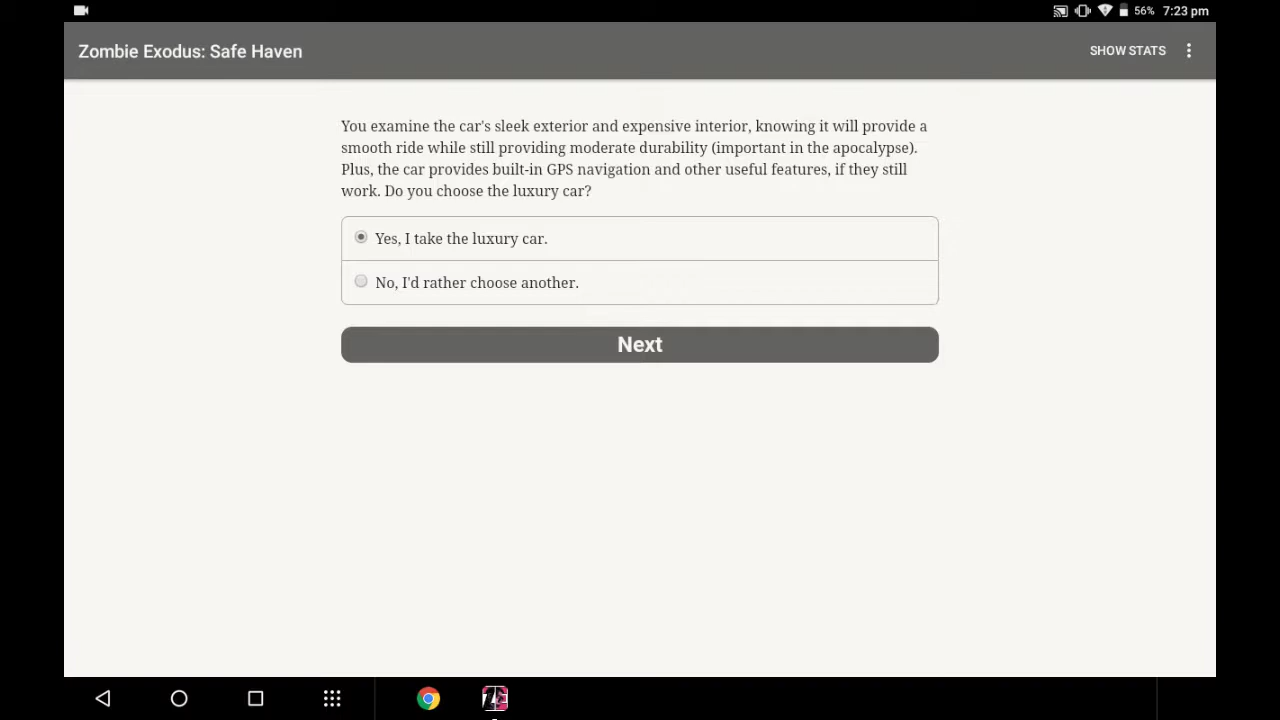 56% 7:23 pm
Zombie Exodus: Safe Haven
SHOW STATS
You examine the car's sleek exterior and expensive interior, knowing it will provide a
smooth ride while still providing moderate durability (important in the apocalypse).
Plus, the car provides built-in GPS navigation and other useful features, if they still
work. Do you choose the luxury car?
Yes, I take the luxury car.
No, I'd rather choose another.
Next
ZE